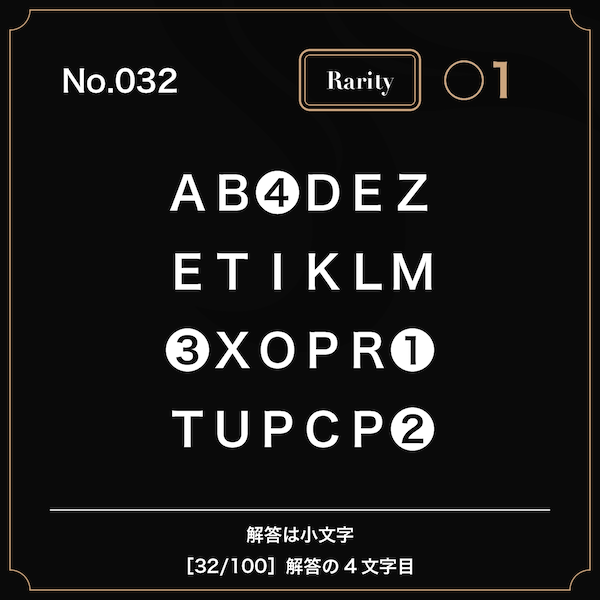 No.032
Rarity
○1
AB❹DEZ
ETIKLM
❸XOPR❶
TUPCP❷
解答は小文字
［32/100］解答の4文字目